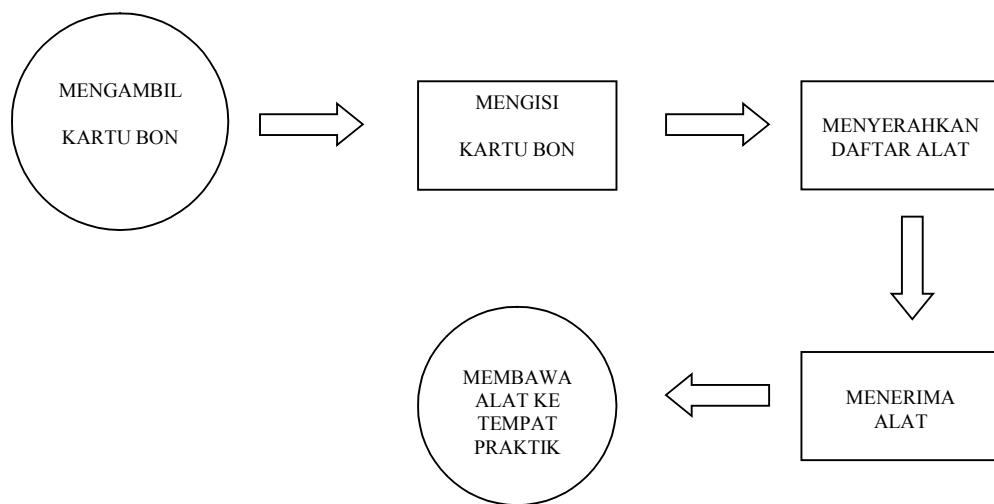 MENGAMBIL
KARTU BON
MENGISI
KARTU BON
MENYERAHKAN
DAFTAR ALAT
MENERIMA
ALAT
MEMBAWA
ALAT KE
TEMPAT
PRAKTIK